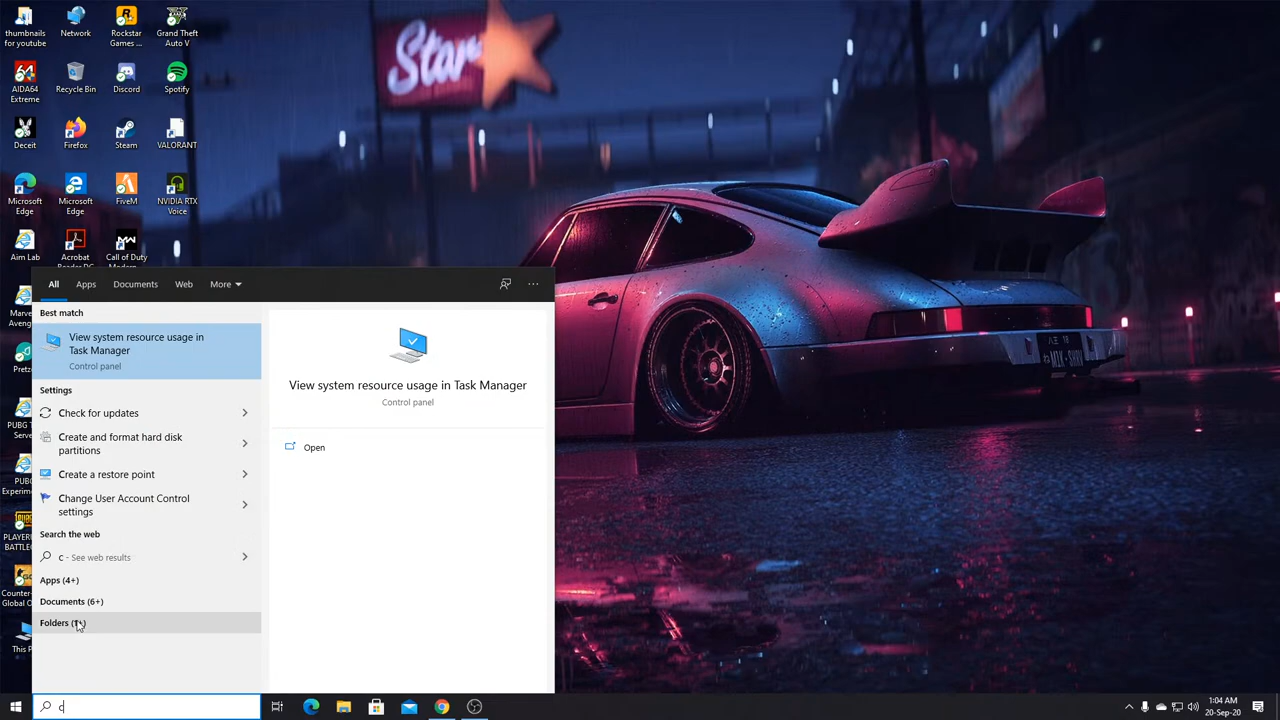 thumbnails
for youtube
Network
Rockstar
Games ...
Grand Theft
Auto V
AIDA64
Extreme
Recycle Bin
Discord
Spotify
Deceit
Firefox
Steam
VALORANT
Microsoft
Edge
Microsoft
Edge
FiveM
NVIDIA RTX
Voice
Aim Lab
Acrobat
Reader DC
Call of Duty
Modern
Marve
Aveng
Pretz
PUBG T
Serve
PUB
Experim
PLAYER
BATTLE
Counter-
Global O
This P
Star
All
Apps
Documents
Web
More
Best match
View system resource usage in
Task Manager
Control panel
Settings
Check for updates
Create and format hard disk
partitions
Create a restore point
Change User Account Control
settings
Search the web
c - See web results
Apps (4+)
Documents (6+)
Folders (1+)
View system resource usage in Task Manager
Control panel
Open
c
1:04 AM
20-Sep-20